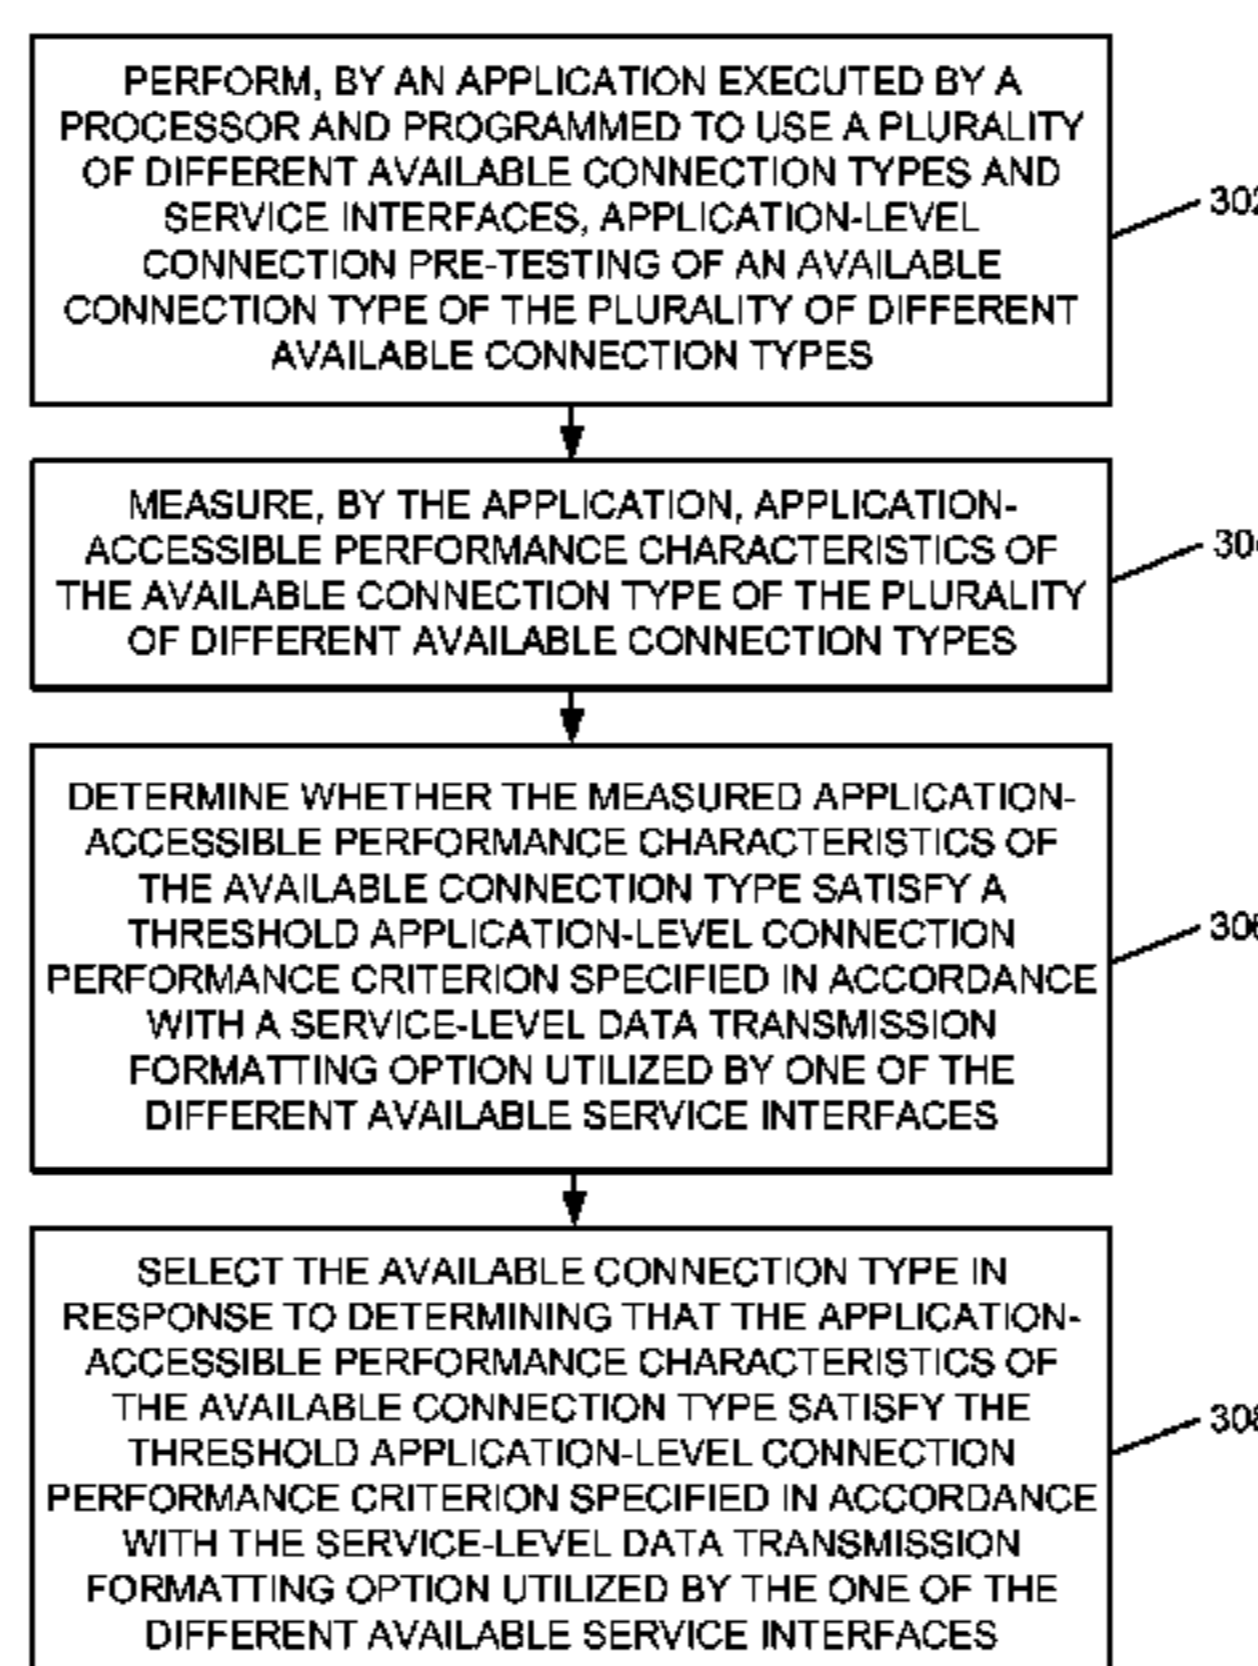 PERFORM, BY AN APPLICATION EXECUTED BY A
PROCESSOR AND PROGRAMMED TO USE A PLURALITY
OF DIFFERENT AVAILABLE CONNECTION TYPES AND
SERVICE INTERFACES, APPLICATION-LEVEL
CONNECTION PRE-TESTING OF AN AVAILABLE
CONNECTION TYPE OF THE PLURALITY OF DIFFERENT
AVAILABLE CONNECTION TYPES
302
MEASURE, BY THE APPLICATION, APPLICATION-
ACCESSIBLE PERFORMANCE CHARACTERISTICS OF
THE AVAILABLE CONNECTION TYPE OF THE PLURALITY
OF DIFFERENT AVAILABLE CONNECTION TYPES
304
DETERMINE WHETHER THE MEASURED APPLICATION-
ACCESSIBLE PERFORMANCE CHARACTERISTICS OF
THE AVAILABLE CONNECTION TYPE SATISFY A
THRESHOLD APPLICATION-LEVEL CONNECTION
PERFORMANCE CRITERION SPECIFIED IN ACCORDANCE
WITH A SERVICE-LEVEL DATA TRANSMISSION
FORMATTING OPTION UTILIZED BY ONE OF THE
DIFFERENT AVAILABLE SERVICE INTERFACES
306
SELECT THE AVAILABLE CONNECTION TYPE IN
RESPONSE TO DETERMINING THAT THE APPLICATION-
ACCESSIBLE PERFORMANCE CHARACTERISTICS OF
THE AVAILABLE CONNECTION TYPE SATISFY THE
THRESHOLD APPLICATION-LEVEL CONNECTION
PERFORMANCE CRITERION SPECIFIED IN ACCORDANCE
WITH THE SERVICE-LEVEL DATA TRANSMISSION
FORMATTING OPTION UTILIZED BY THE ONE OF THE
DIFFERENT AVAILABLE SERVICE INTERFACES
308